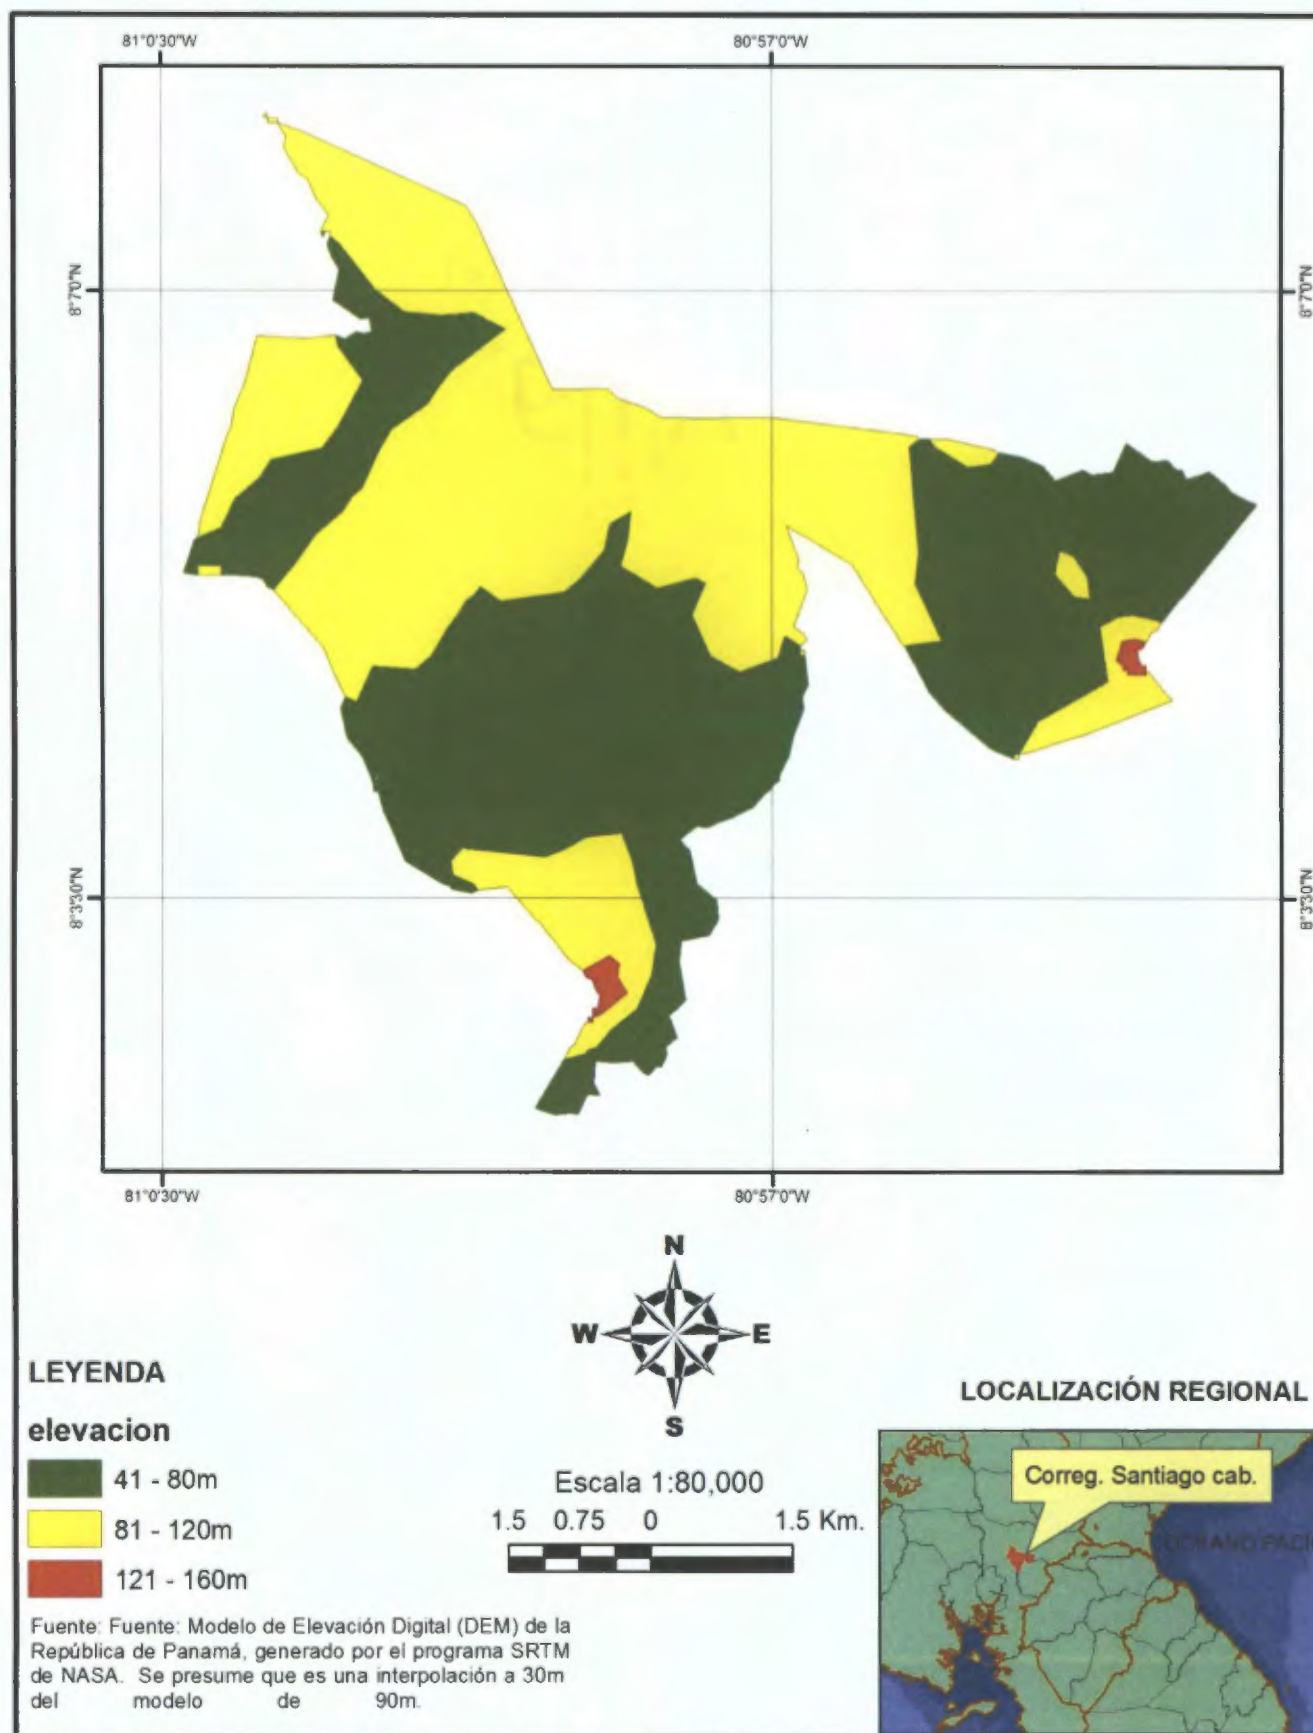 81°0'30"W
80°57'0"W
8°7'0"N
8°7'0"N
8°3'30"N
8°3'30"N
81°0'30"W
80°57'0"W
N
W
E
S
LEYENDA
elevacion
41 - 80m
81 - 120m
121 - 160m
Escala 1:80,000
1.5 0.75 0 1.5 Km.
LOCALIZACIÓN REGIONAL
Correg. Santiago cab.
Fuente: Fuente: Modelo de Elevación Digital (DEM) de la
República de Panamá, generado por el programa SRTM
de NASA. Se presume que es una interpolación a 30m
del modelo de 90m.